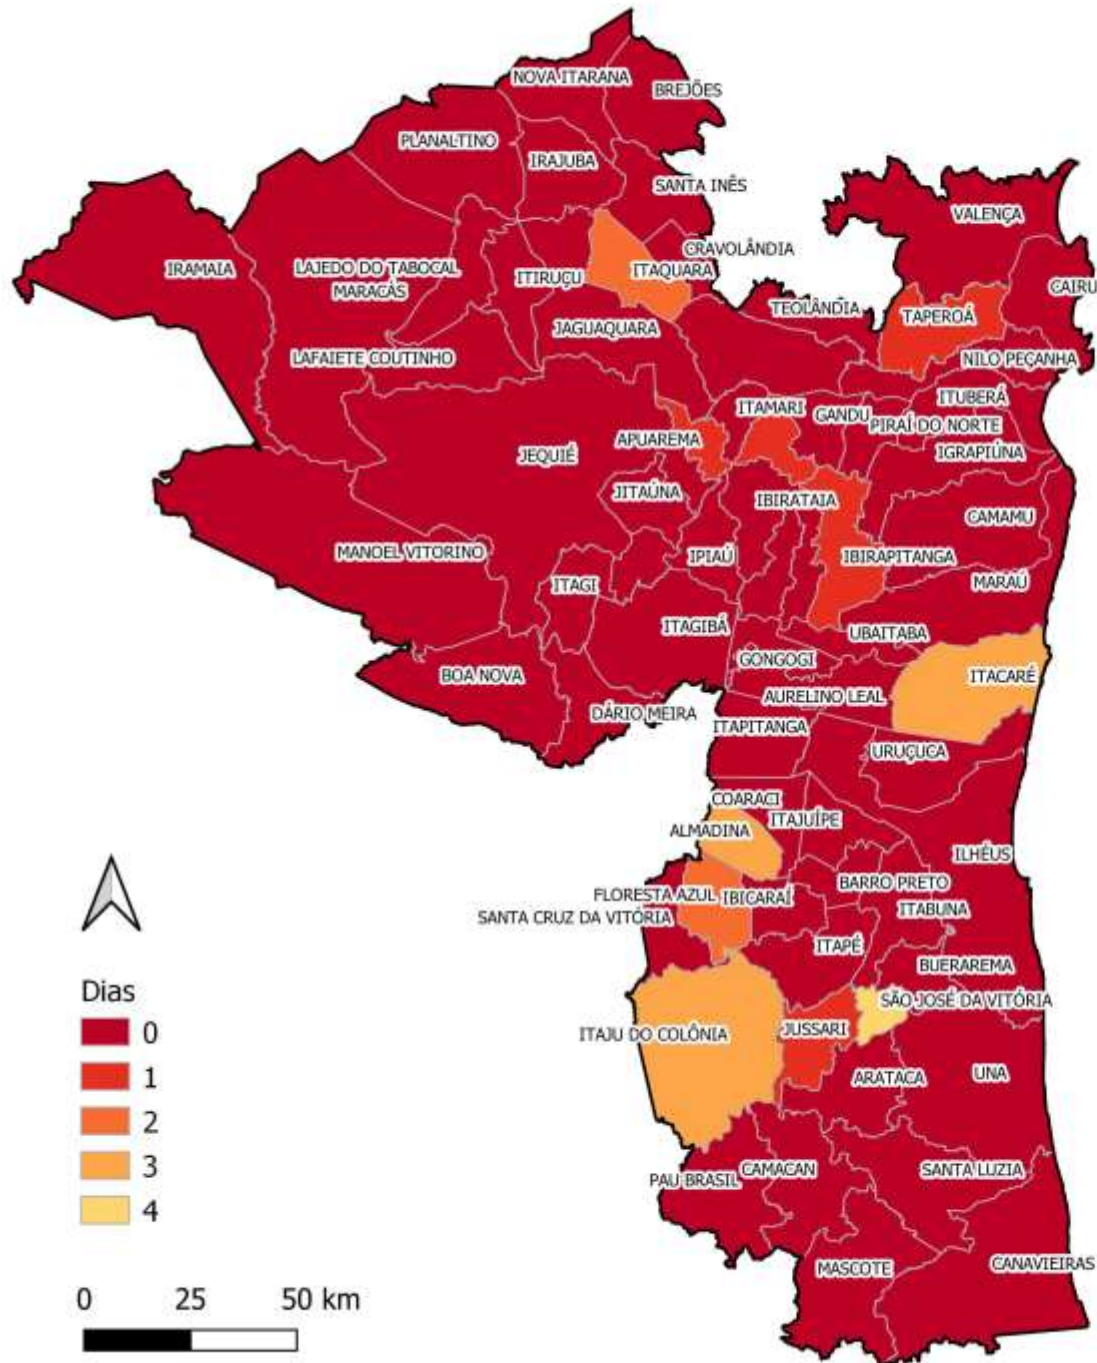 NOVA ITARANA
BREJÕES
PLANALTINO
IRAJUBA
SANTA INÊS
VALENÇA
CRAVOLÂNDIA
IRAMAIA
LAJEDO DO TABOCAL
ITAQUARA
ITIRUÇU
MARACÁS
CAIRU
TEOLÂNDIA
TAPEROÁ
JAGUAQUARA
LAFAIETE COUTINHO
NILO PEÇANHA
ITUBERÁ
ITAMARI
GANDU
PIRAÍ DO NORTE
APUAREMA
IGRAPIÚNA
JEQUIÉ
JITAÚNA
IBIRATAIA
CAMAMU
MANOEL VITORINO
IPIAÚ
IBIRAPITANGA
ITAGI
MARAÚ
ITAGIBÁ
UBAITABA
GONGOGI
BOA NOVA
ITACARÉ
AURELINO LEAL
DÁRIO MEIRA
ITAPITANGA
URUÇUCA
COARACI
ITAJUÍPE
ALMADINA
ILHÉUS
BARRO PRETO
FLORESTA AZUL
IBICARAÍ
ITABUNA
SANTA CRUZ DA VITÓRIA
ITAPÉ
BUERAREMA
SÃO JOSÉ DA VITÓRIA
ITAJU DO COLÔNIA
JUSSARI
ARATACA
UNA
PAU BRASIL
CAMACAN
SANTA LUZIA
MASCOTE
CANAVIEIRAS
Dias
0
1
2
3
4
0 25 50 km